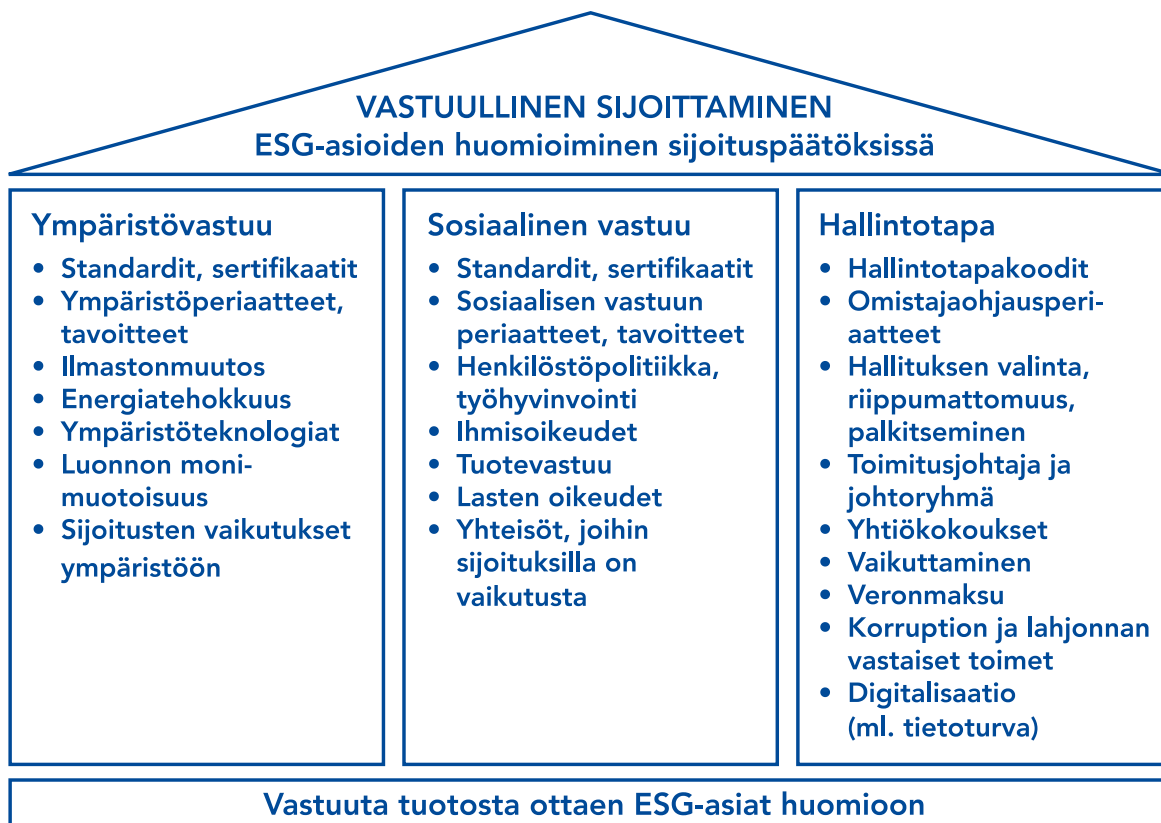 VASTUULLINEN SIJOITTAMINEN
ESG-asioiden huomioiminen sijoituspäätöksissä
Ympäristövastuu
• Standardit, sertifikaatit
• Ympäristöperiaatteet,
tavoitteet
• Ilmastonmuutos
• Energiatehokkuus
• Ympäristöteknologiat
• Luonnon moni-
muotoisuus
• Sijoitusten vaikutukset
ympäristöön
Sosiaalinen vastuu
• Standardit, sertifikaatit
• Sosiaalisen vastuun
periaatteet, tavoitteet
• Henkilöstöpolitiikka,
työhyvinvointi
• Ihmisoikeudet
• Tuotevastuu
• Lasten oikeudet
• Yhteisöt, joihin
sijoituksilla on
vaikutusta
Hallintotapa
• Hallintotapakoodit
• Omistajaohjausperi-
aatteet
• Hallituksen valinta,
riippumattomuus,
palkitseminen
• Toimitusjohtaja ja
johtoryhmä
• Yhtiökokoukset
• Vaikuttaminen
• Veronmaksu
• Korruption ja lahjonnan
vastaiset toimet
• Digitalisaatio
(ml. tietoturva)
Vastuuta tuotosta ottaen ESG-asiat huomioon